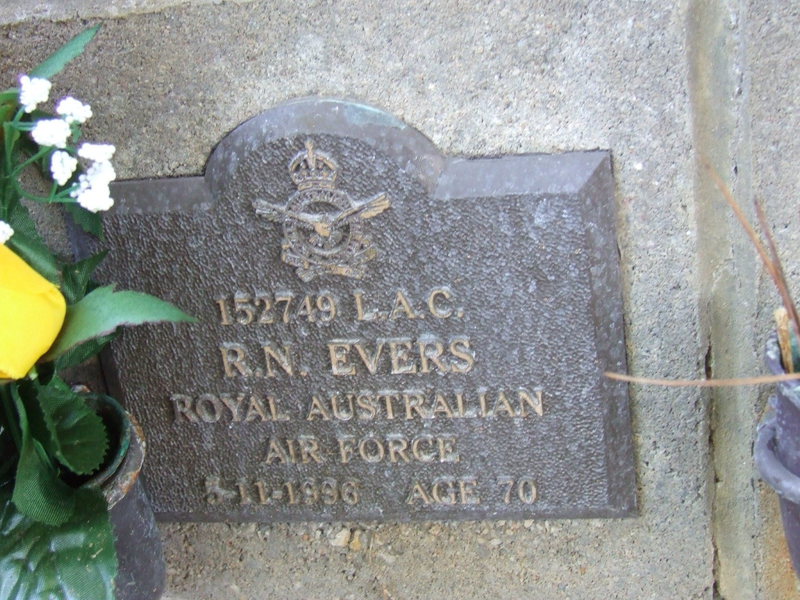 152749 L.A.C.
R.N. EVERS
ROYAL AUSTRALIAN
AIR FORCE
5-11-1996 AGE 70